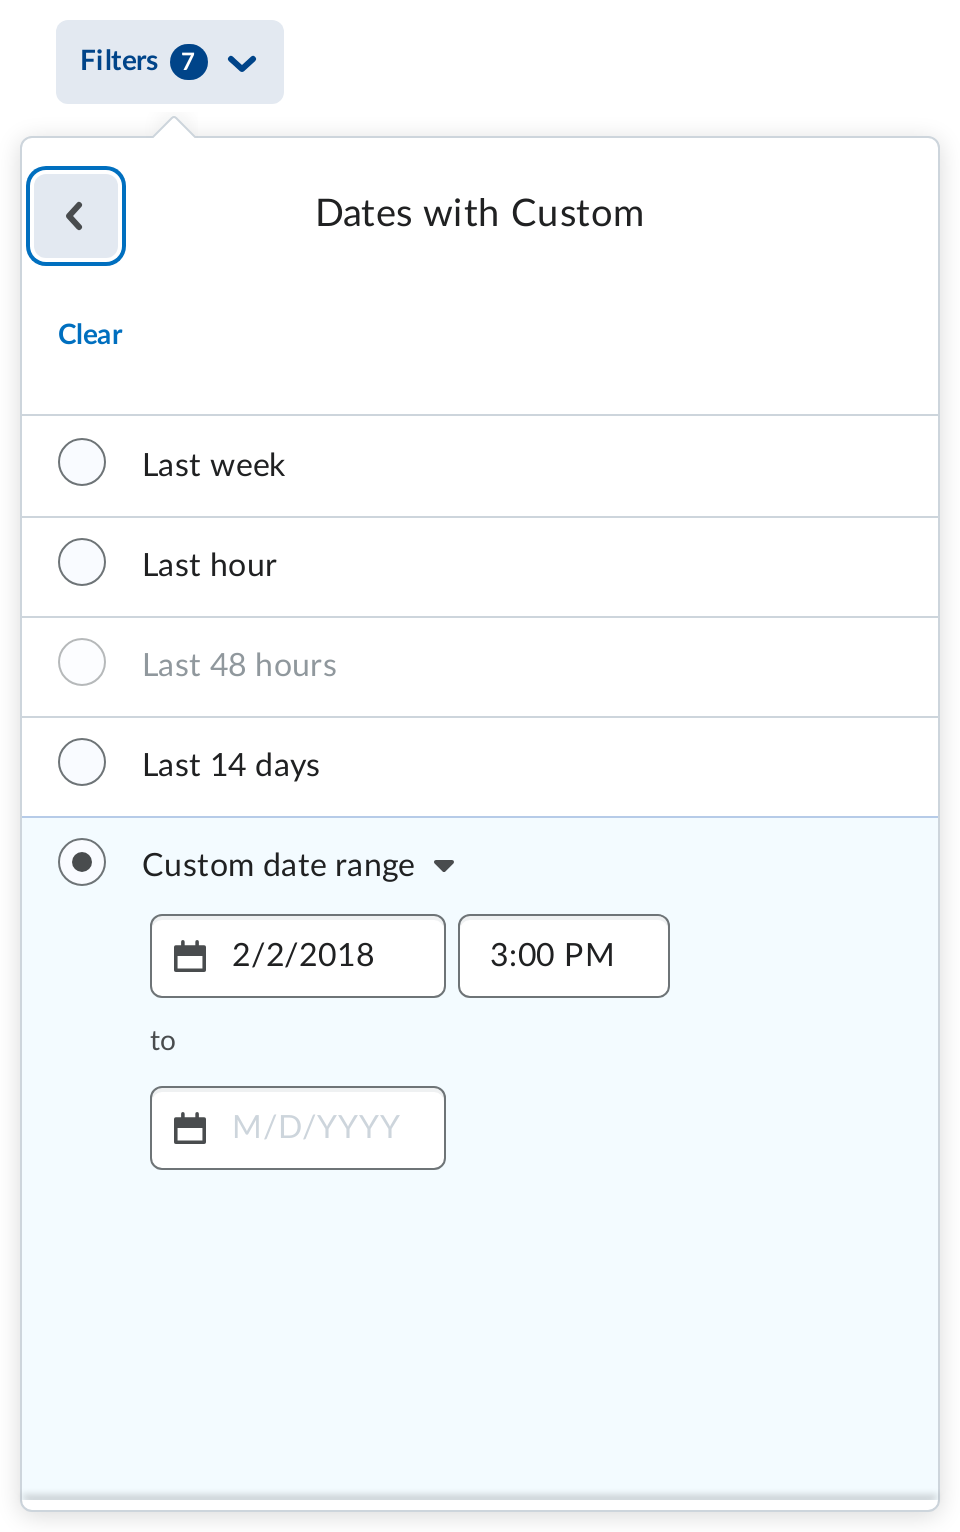 Filters 7
Dates with Custom
Clear
Last week
Last hour
Last 48 hours
Last 14 days
Custom date range
2/2/2018 3:00 PM
to
M/D/YYYY